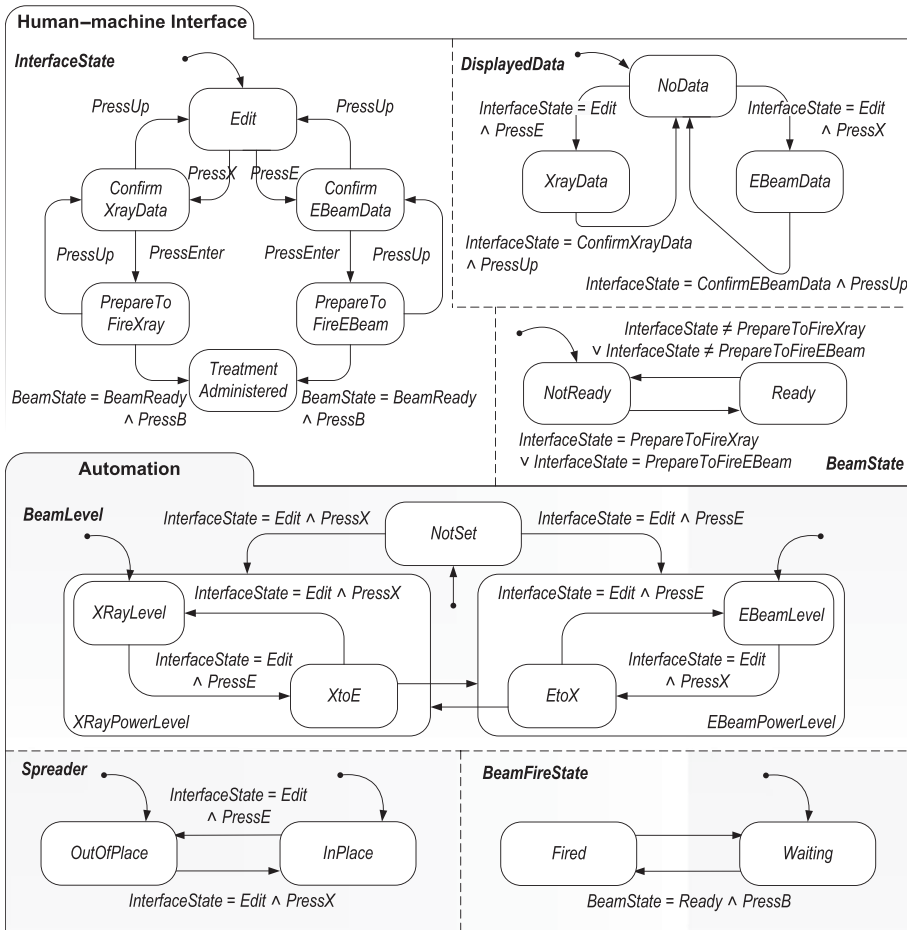 Human–machine Interface
InterfaceState
PressUp
PressUp
Edit
PressX
PressE
Confirm
XrayData
Confirm
EBeamData
PressUp
PressEnter
PressEnter
PressUp
PrepareTo
FireXray
PrepareTo
FireEBeam
Treatment
Administered
BeamState = BeamReady
∧ PressB
BeamState = BeamReady
∧ PressB
DisplayedData
NoData
InterfaceState = Edit
∧ PressE
InterfaceState = Edit
∧ PressX
XrayData
EBeamData
InterfaceState = ConfirmXrayData
∧ PressUp
InterfaceState = ConfirmEBeamData ∧ PressUp
InterfaceState ≠ PrepareToFireXray
∨ InterfaceState ≠ PrepareToFireEBeam
NotReady
Ready
InterfaceState = PrepareToFireXray
∨ InterfaceState = PrepareToFireEBeam
BeamState
Automation
BeamLevel
InterfaceState = Edit ∧ PressX
NotSet
InterfaceState = Edit ∧ PressE
InterfaceState = Edit ∧ PressX
XRayLevel
InterfaceState = Edit
∧ PressE
XtoE
XRayPowerLevel
InterfaceState = Edit ∧ PressE
EBeamLevel
InterfaceState = Edit
∧ PressX
EtoX
EBeamPowerLevel
Spreader
InterfaceState = Edit
∧ PressE
OutOfPlace
InPlace
InterfaceState = Edit ∧ PressX
BeamFireState
Fired
Waiting
BeamState = Ready ∧ PressB